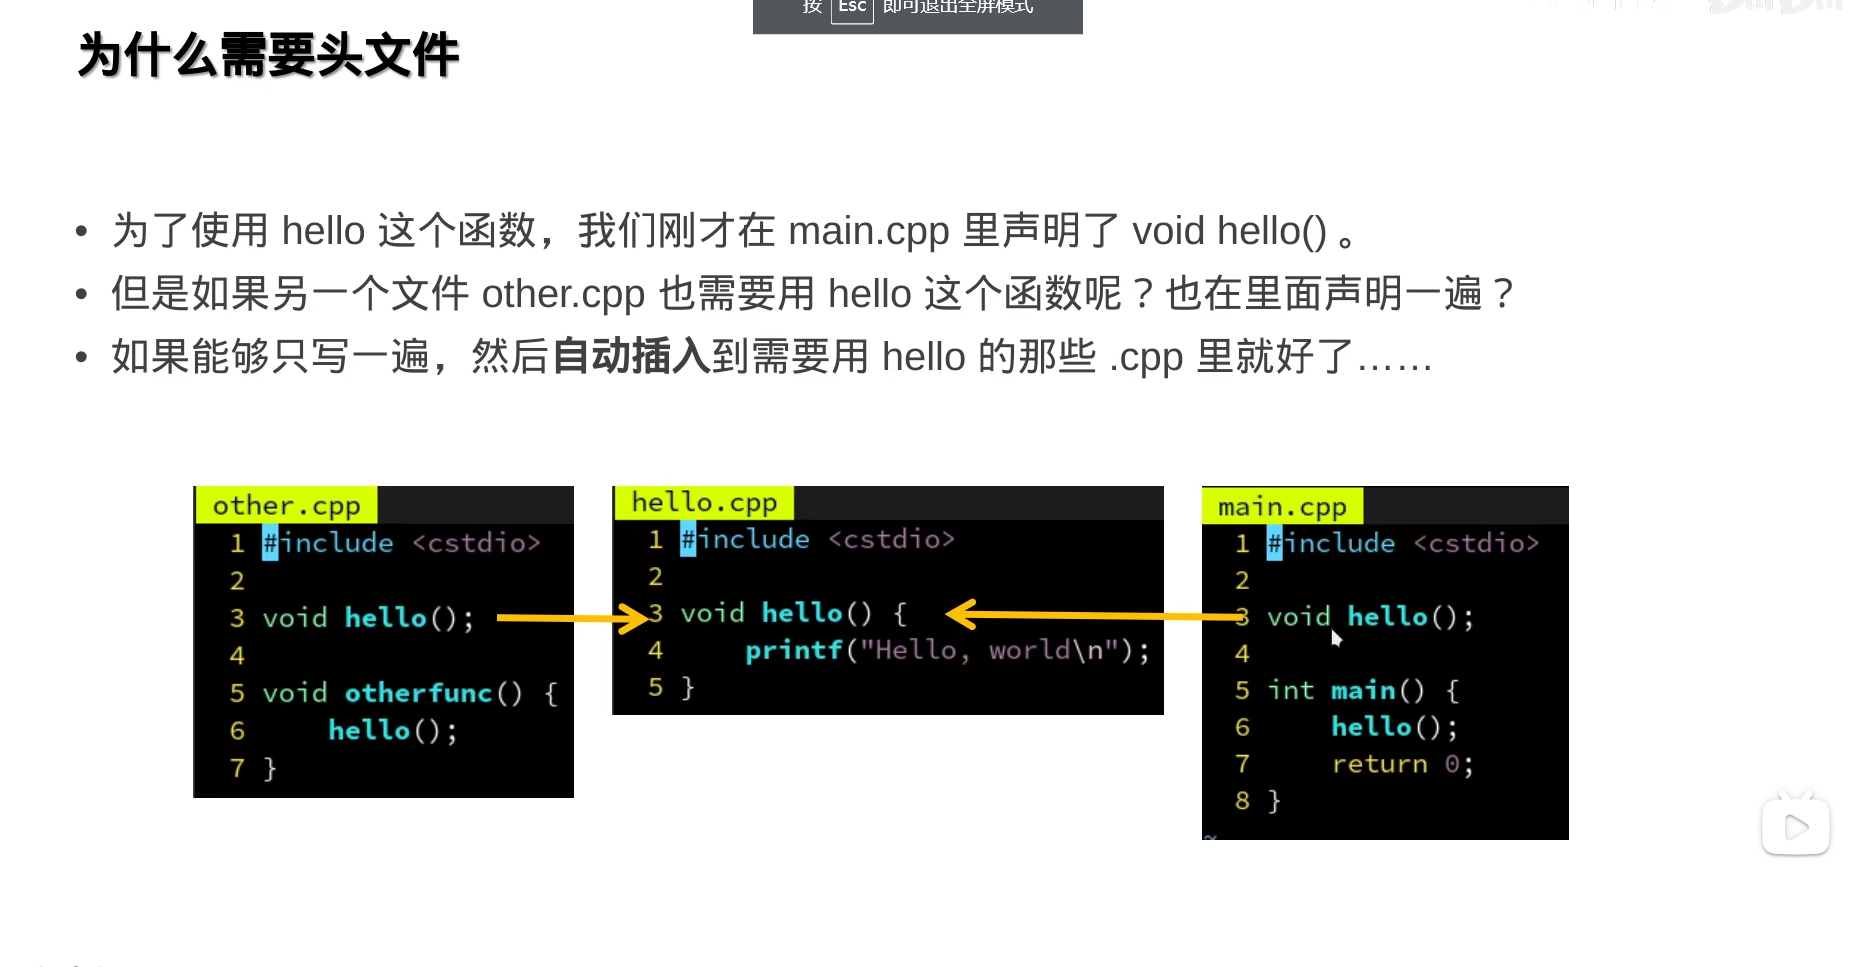 按 Esc 即可退出全屏模式
为什么需要头文件
• 为了使用 hello 这个函数，我们刚才在 main.cpp 里声明了 void hello() 。
• 但是如果另一个文件 other.cpp 也需要用 hello 这个函数呢？也在里面声明一遍？
• 如果能够只写一遍，然后自动插入到需要用 hello 的那些 .cpp 里就好了……
other.cpp
1 #include <cstdio>
2
3 void hello();
4
5 void otherfunc() {
6     hello();
7 }
hello.cpp
1 #include <cstdio>
2
3 void hello() {
4     printf("Hello, world\n");
5 }
main.cpp
1 #include <cstdio>
2
3 void hello();
4
5 int main() {
6     hello();
7     return 0;
8 }
~